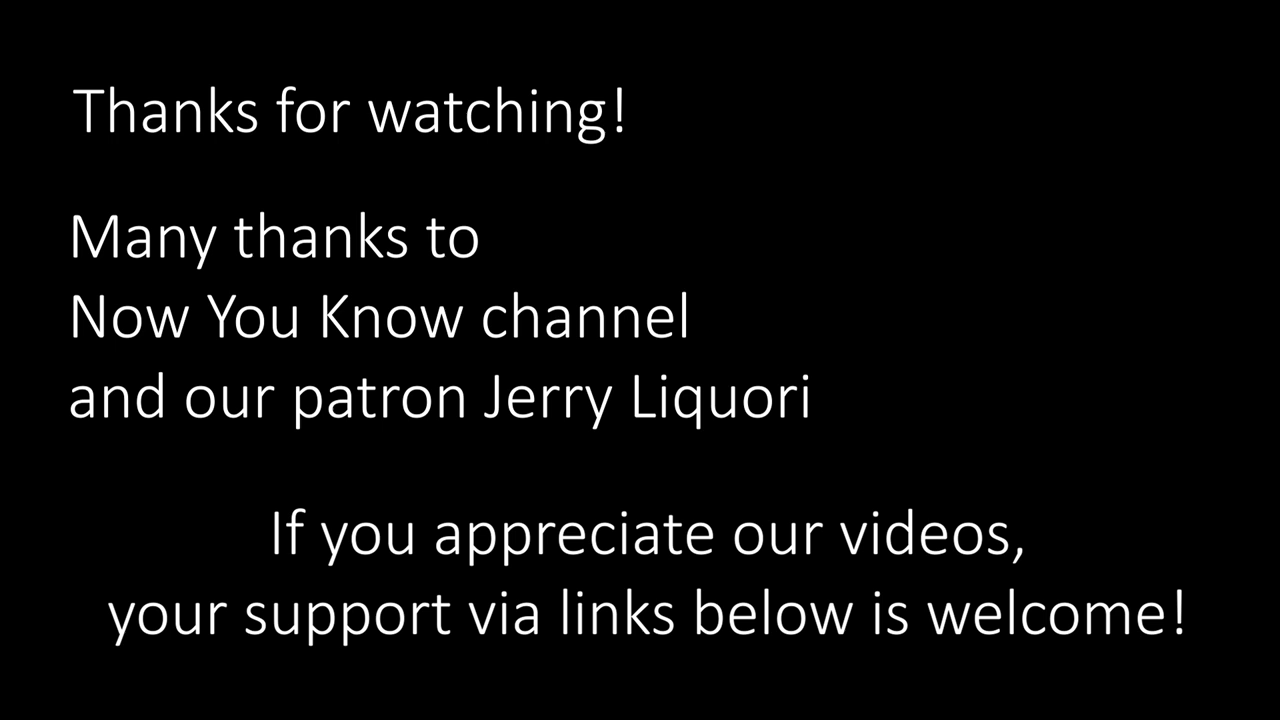 Thanks for watching!
Many thanks to
Now You Know channel
and our patron Jerry Liquori
If you appreciate our videos,
your support via links below is welcome!